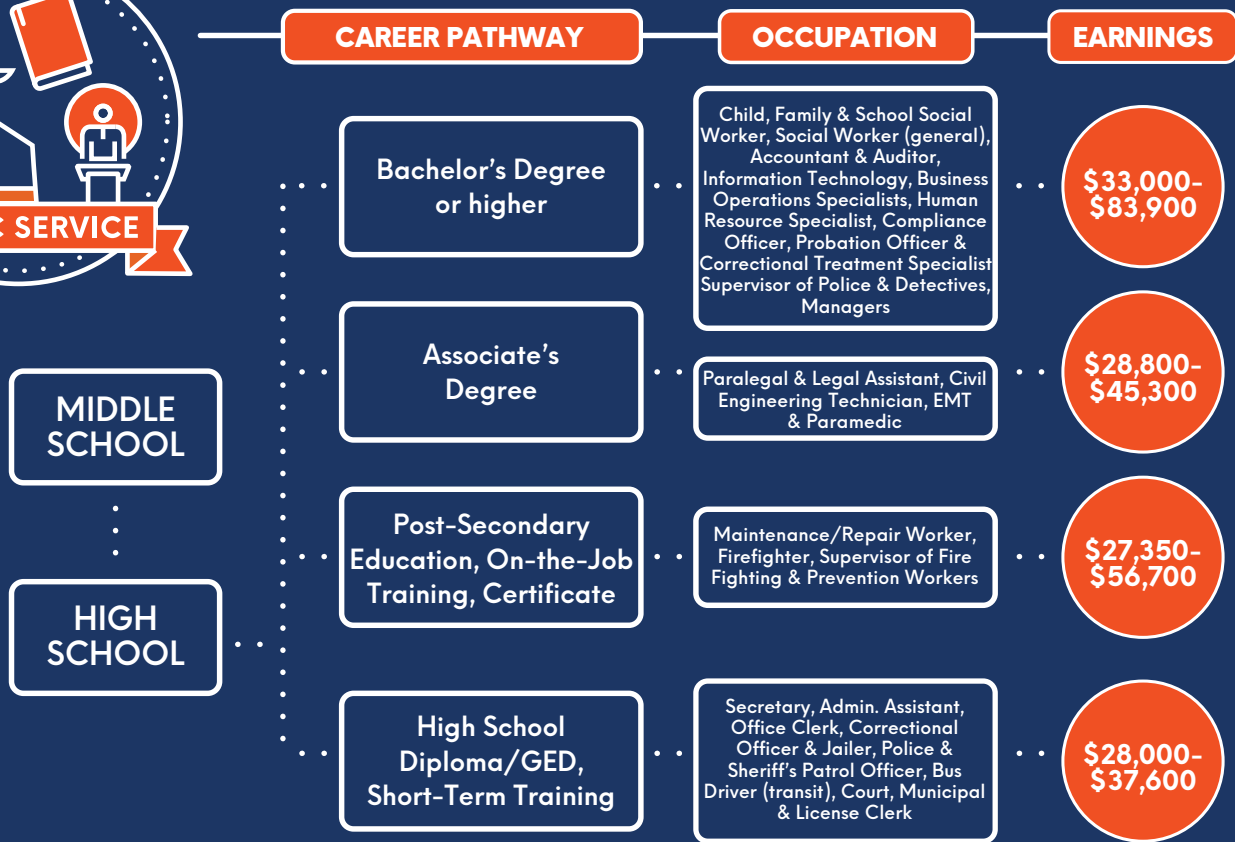 CAREER PATHWAY
OCCUPATION
EARNINGS
C SERVICE
MIDDLE
SCHOOL
HIGH
SCHOOL
Bachelor's Degree
or higher
Child, Family & School Social
Worker, Social Worker (general),
Accountant & Auditor,
Information Technology, Business
Operations Specialists, Human
Resource Specialist, Compliance
Officer, Probation Officer &
Correctional Treatment Specialist
Supervisor of Police & Detectives,
Managers
$33,000-
$83,900
Associate's
Degree
Paralegal & Legal Assistant, Civil
Engineering Technician, EMT
& Paramedic
$28,800-
$45,300
Post-Secondary
Education, On-the-Job
Training, Certificate
Maintenance/Repair Worker,
Firefighter, Supervisor of Fire
Fighting & Prevention Workers
$27,350-
$56,700
High School
Diploma/GED,
Short-Term Training
Secretary, Admin. Assistant,
Office Clerk, Correctional
Officer & Jailer, Police &
Sheriff's Patrol Officer, Bus
Driver (transit), Court, Municipal
& License Clerk
$28,000-
$37,600